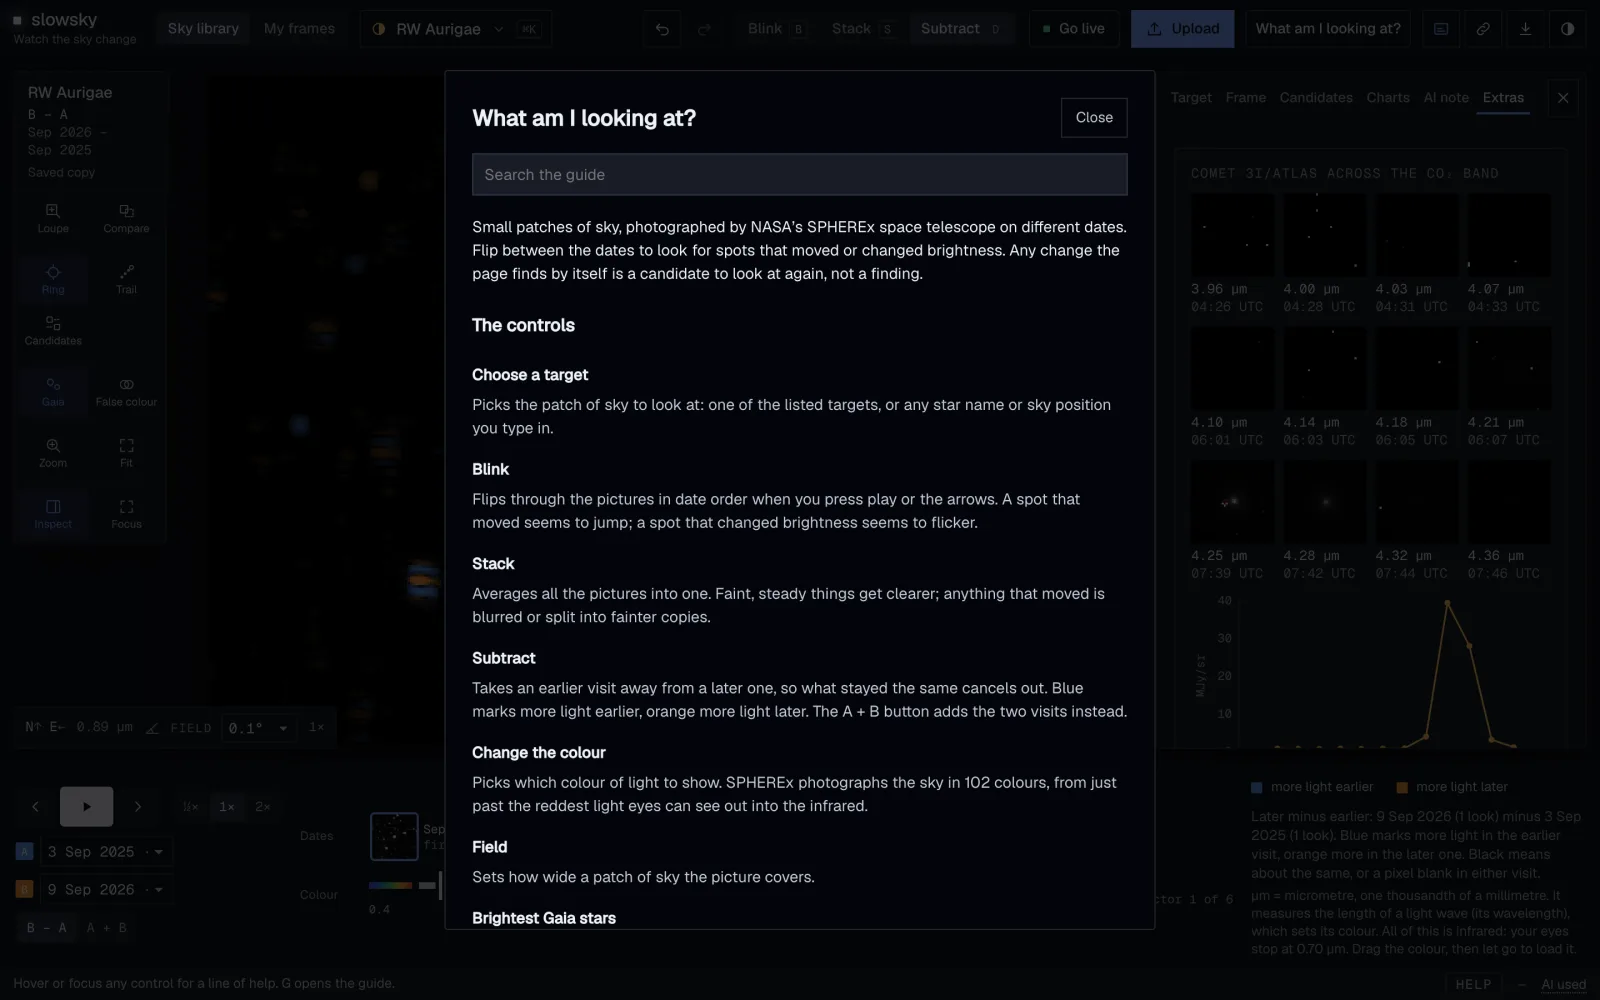 slowsky
Watch the sky change
Sky library
My frames
RW Aurigae
⌘K
Blink B
Stack S
Subtract D
Go live
Upload
What am I looking at?
RW Aurigae
B − A
Sep 2026 −
Sep 2025
Saved copy
Loupe
Compare
Ring
Trail
Candidates
Gaia
False colour
Zoom
Fit
Inspect
Focus
N↑ E← 0.89 µm
FIELD
0.1°
1×
What am I looking at?
Close
Search the guide
Small patches of sky, photographed by NASA’s SPHEREx space telescope on different dates.
Flip between the dates to look for spots that moved or changed brightness. Any change the
page finds by itself is a candidate to look at again, not a finding.
The controls
Choose a target
Picks the patch of sky to look at: one of the listed targets, or any star name or sky position
you type in.
Blink
Flips through the pictures in date order when you press play or the arrows. A spot that
moved seems to jump; a spot that changed brightness seems to flicker.
Stack
Averages all the pictures into one. Faint, steady things get clearer; anything that moved is
blurred or split into fainter copies.
Subtract
Takes an earlier visit away from a later one, so what stayed the same cancels out. Blue
marks more light earlier, orange more light later. The A + B button adds the two visits instead.
Change the colour
Picks which colour of light to show. SPHEREx photographs the sky in 102 colours, from just
past the reddest light eyes can see out into the infrared.
Field
Sets how wide a patch of sky the picture covers.
Brightest Gaia stars
Target
Frame
Candidates
Charts
AI note
Extras
COMET 3I/ATLAS ACROSS THE CO₂ BAND
3.96 µm 4.00 µm 4.03 µm 4.07 µm
04:26 UTC 04:28 UTC 04:31 UTC 04:33 UTC
4.10 µm 4.14 µm 4.18 µm 4.21 µm
06:01 UTC 06:03 UTC 06:05 UTC 06:07 UTC
4.25 µm 4.28 µm 4.32 µm 4.36 µm
07:39 UTC 07:42 UTC 07:44 UTC 07:46 UTC
40
30
20
10
MJy/sr
½× 1× 2×
A 3 Sep 2025 ·
B 9 Sep 2026 ·
B − A A + B
Dates
Sep
fir
Colour
0.4
ctor 1 of 6
more light earlier
more light later
Later minus earlier: 9 Sep 2026 (1 look) minus 3 Sep
2025 (1 look). Blue marks more light in the earlier
visit, orange more in the later one. Black means
about the same, or a pixel blank in either visit.
µm = micrometre, one thousandth of a millimetre. It
measures the length of a light wave (its wavelength),
which sets its colour. All of this is infrared: your eyes
stop at 0.70 µm. Drag the colour, then let go to load it.
Hover or focus any control for a line of help. G opens the guide.
HELP
AI used